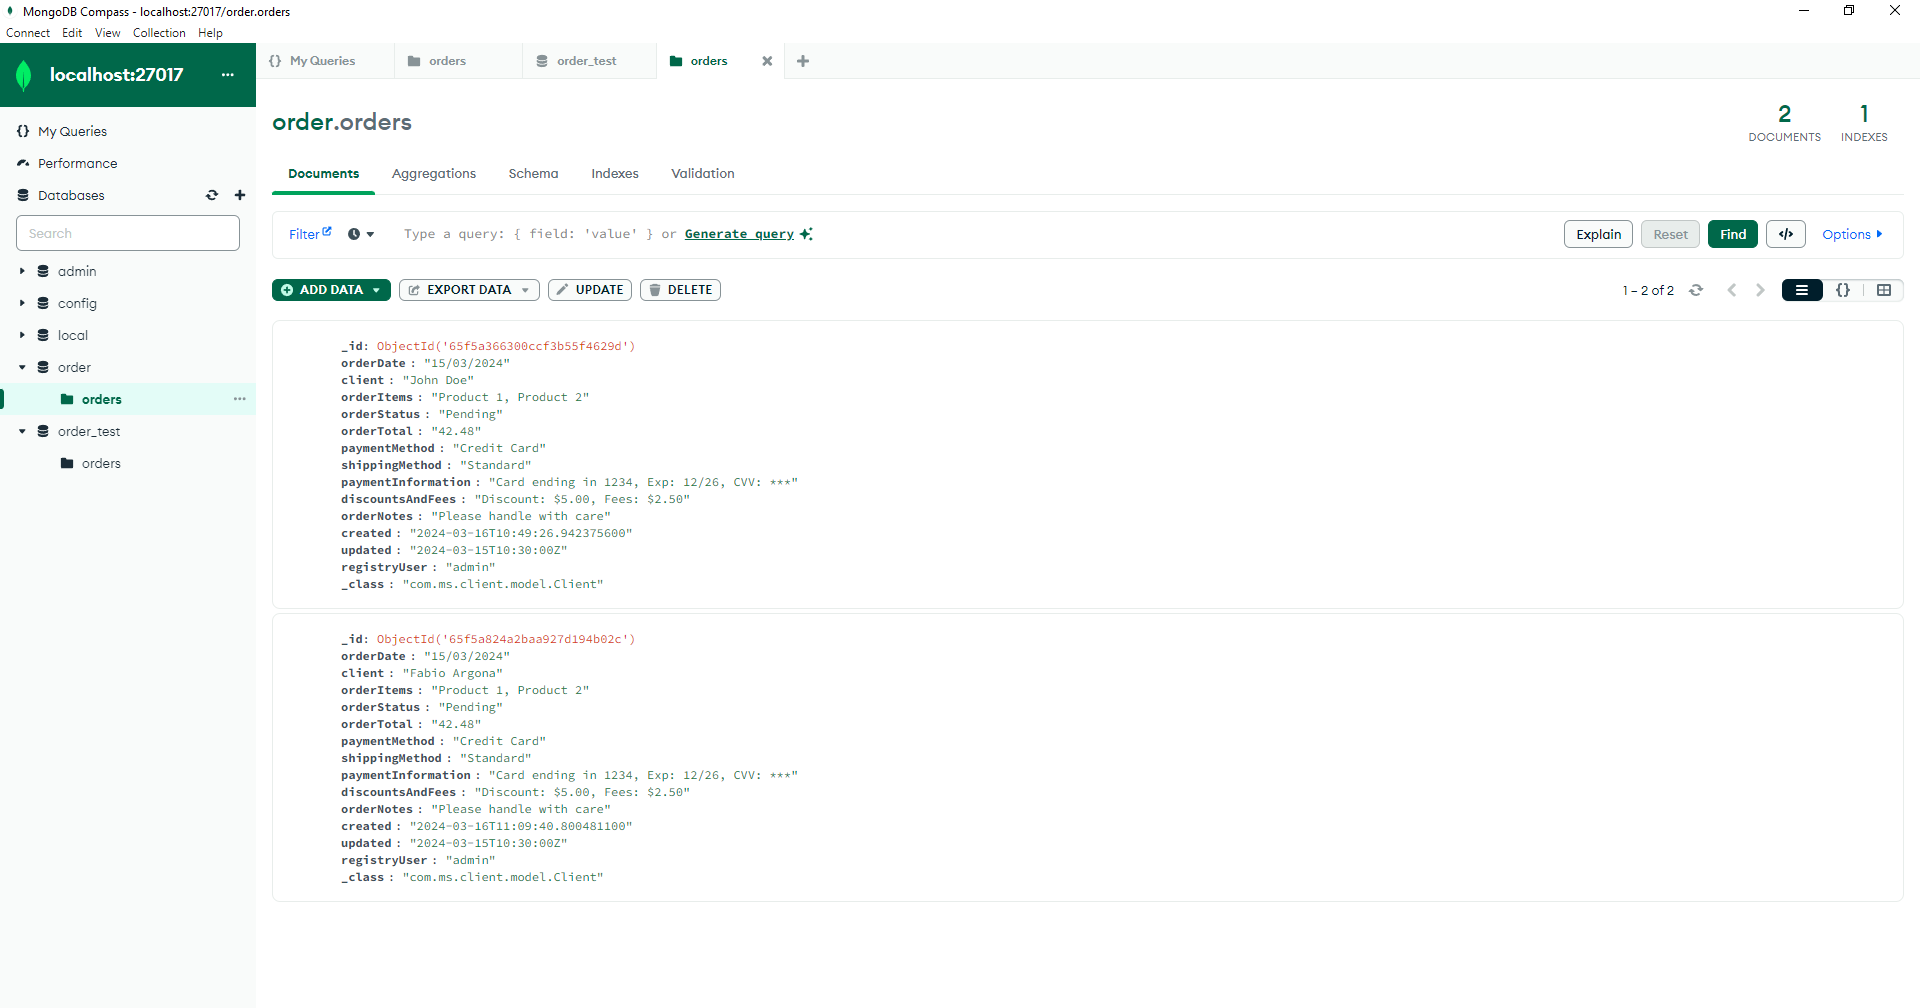 MongoDB Compass - localhost:27017/order.orders
Connect Edit View Collection Help
localhost:27017 ...
My Queries
Performance
Databases
Search
admin
config
local
order
orders ...
order_test
orders
{} My Queries
orders
order_test
orders
order.orders
2
DOCUMENTS
1
INDEXES
Documents Aggregations Schema Indexes Validation
Filter Type a query: { field: 'value' } or Generate query Explain Reset Find </> Options
ADD DATA EXPORT DATA UPDATE DELETE 1 – 2 of 2 {}
_id: ObjectId('65f5a366300ccf3b55f4629d')
orderDate : "15/03/2024"
client : "John Doe"
orderItems : "Product 1, Product 2"
orderStatus : "Pending"
orderTotal : "42.48"
paymentMethod : "Credit Card"
shippingMethod : "Standard"
paymentInformation : "Card ending in 1234, Exp: 12/26, CVV: ***"
discountsAndFees : "Discount: $5.00, Fees: $2.50"
orderNotes : "Please handle with care"
created : "2024-03-16T10:49:26.942375600"
updated : "2024-03-15T10:30:00Z"
registryUser : "admin"
_class : "com.ms.client.model.Client"
_id: ObjectId('65f5a824a2baa927d194b02c')
orderDate : "15/03/2024"
client : "Fabio Argona"
orderItems : "Product 1, Product 2"
orderStatus : "Pending"
orderTotal : "42.48"
paymentMethod : "Credit Card"
shippingMethod : "Standard"
paymentInformation : "Card ending in 1234, Exp: 12/26, CVV: ***"
discountsAndFees : "Discount: $5.00, Fees: $2.50"
orderNotes : "Please handle with care"
created : "2024-03-16T11:09:40.800481100"
updated : "2024-03-15T10:30:00Z"
registryUser : "admin"
_class : "com.ms.client.model.Client"